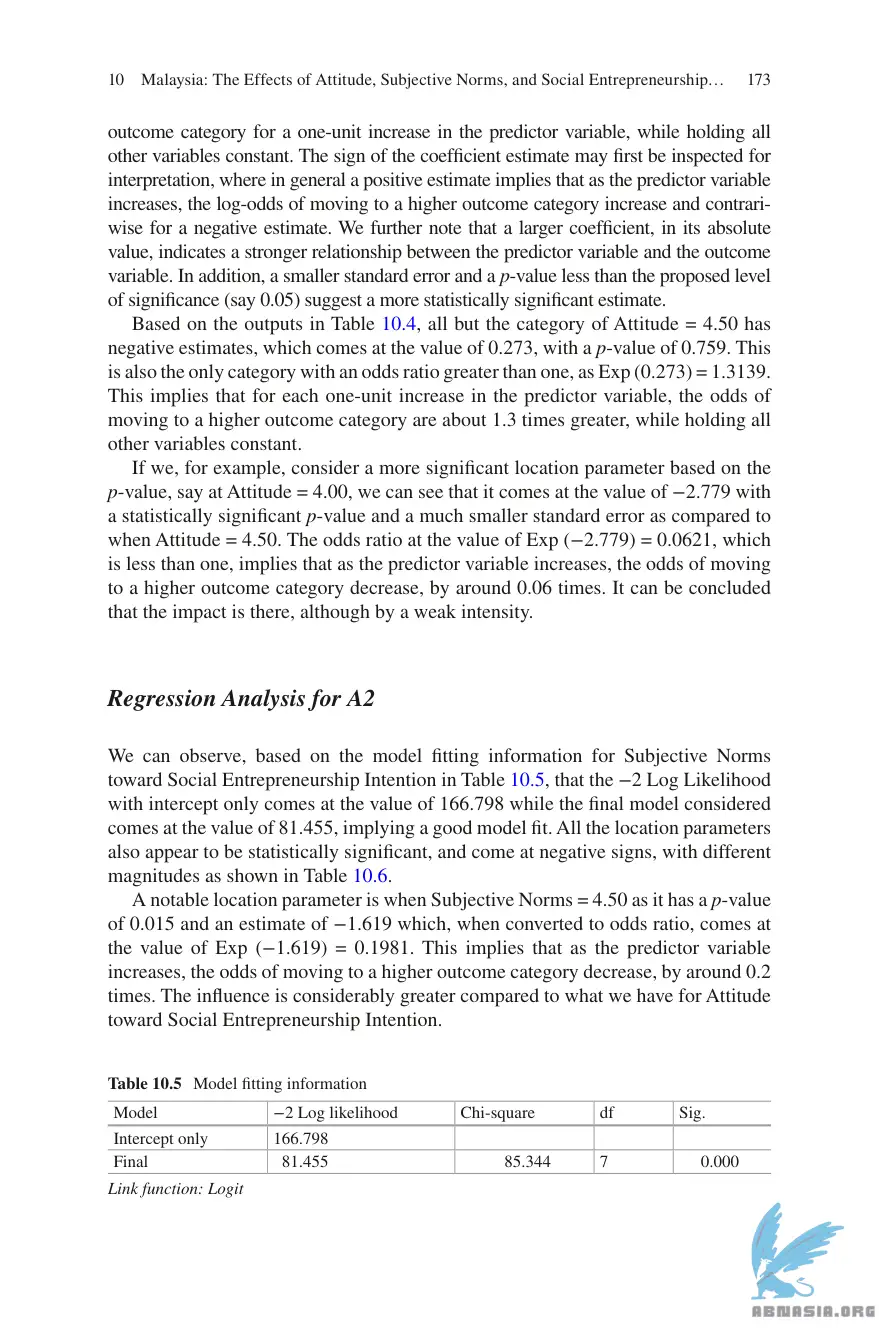 10 Malaysia: The Effects of Attitude, Subjective Norms, and Social Entrepreneurship… 173
outcome category for a one-unit increase in the predictor variable, while holding all
other variables constant. The sign of the coefficient estimate may first be inspected for
interpretation, where in general a positive estimate implies that as the predictor variable
increases, the log-odds of moving to a higher outcome category increase and contrari-
wise for a negative estimate. We further note that a larger coefficient, in its absolute
value, indicates a stronger relationship between the predictor variable and the outcome
variable. In addition, a smaller standard error and a p-value less than the proposed level
of significance (say 0.05) suggest a more statistically significant estimate.
Based on the outputs in Table 10.4, all but the category of Attitude = 4.50 has
negative estimates, which comes at the value of 0.273, with a p-value of 0.759. This
is also the only category with an odds ratio greater than one, as Exp (0.273) = 1.3139.
This implies that for each one-unit increase in the predictor variable, the odds of
moving to a higher outcome category are about 1.3 times greater, while holding all
other variables constant.
If we, for example, consider a more significant location parameter based on the
p-value, say at Attitude = 4.00, we can see that it comes at the value of −2.779 with
a statistically significant p-value and a much smaller standard error as compared to
when Attitude = 4.50. The odds ratio at the value of Exp (−2.779) = 0.0621, which
is less than one, implies that as the predictor variable increases, the odds of moving
to a higher outcome category decrease, by around 0.06 times. It can be concluded
that the impact is there, although by a weak intensity.
Regression Analysis for A2
We can observe, based on the model fitting information for Subjective Norms
toward Social Entrepreneurship Intention in Table 10.5, that the −2 Log Likelihood
with intercept only comes at the value of 166.798 while the final model considered
comes at the value of 81.455, implying a good model fit. All the location parameters
also appear to be statistically significant, and come at negative signs, with different
magnitudes as shown in Table 10.6.
A notable location parameter is when Subjective Norms = 4.50 as it has a p-value
of 0.015 and an estimate of −1.619 which, when converted to odds ratio, comes at
the value of Exp (−1.619) = 0.1981. This implies that as the predictor variable
increases, the odds of moving to a higher outcome category decrease, by around 0.2
times. The influence is considerably greater compared to what we have for Attitude
toward Social Entrepreneurship Intention.
Table 10.5 Model fitting information
Model −2 Log likelihood Chi-square df Sig.
Intercept only 166.798
Final 81.455 85.344 7 0.000
Link function: Logit
ABNASIA.ORG